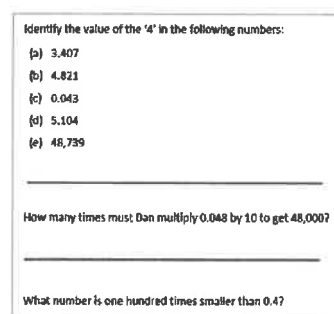 Identify the value of the '4' in the following numbers:
(a) 3.407
(b) 4.821
(c) 0.043
(d) 5.104
(e) 48,739
How many times must Dan multiply 0.048 by 10 to get 48,000?
What number is one hundred times smaller than 0.4?